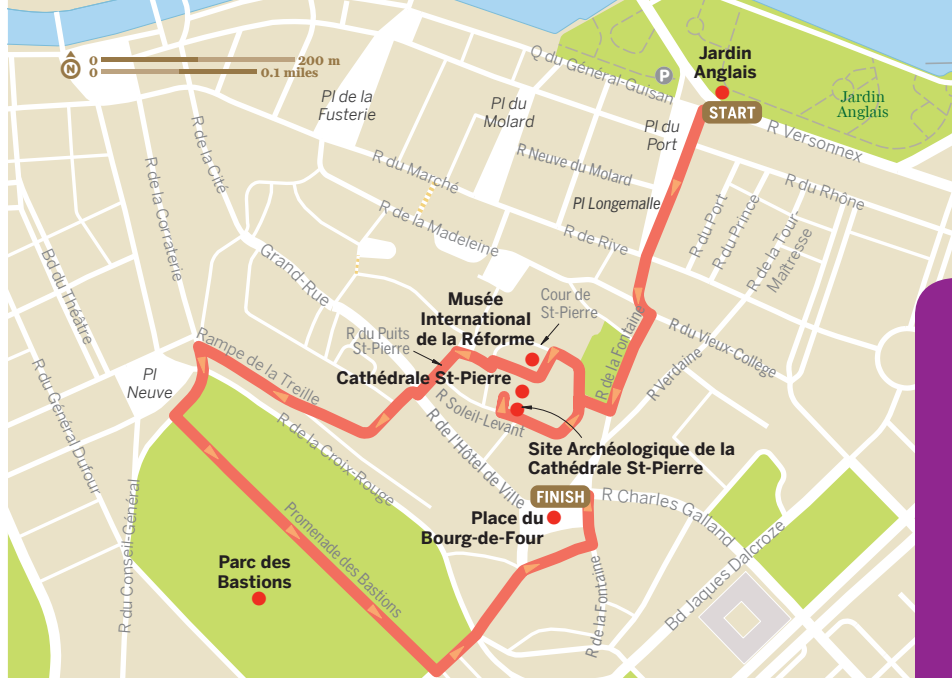 Jardin
Anglais
START
Jardin
Anglais
N
0
200 m
0
0.1 miles
Q du Général-Guisan
P
Pl de la
Fusterie
Pl du
Molard
Pl du
Port
R Versonnex
R de la Cité
R de la Corraterie
R du Marché
R Neuve du Molard
R du Rhône
Pl Longemalle
R du Port
R du Prince
R de la Tour-
Maîtresse
R de la Madeleine
R de Rive
Bd du Théâtre
Grand-Rue
Musée
International
de la Réforme
Cour de
St-Pierre
R du Puits
St-Pierre
R de la Fontaine
R du Vieux-Collège
Rampe de la Treille
Cathédrale St-Pierre
R Verdaine
Pl
Neuve
R du Général Dufour
R Soleil-Levant
R de la Croix-Rouge
R de l'Hôtel de Ville
Site Archéologique de la
Cathédrale St-Pierre
FINISH
R Charles Galland
Place du
Bourg-de-Four
R du Conseil-Général
Promenade des Bastions
Parc des
Bastions
R de la Fontaine
Bd Jaques Dalcroze